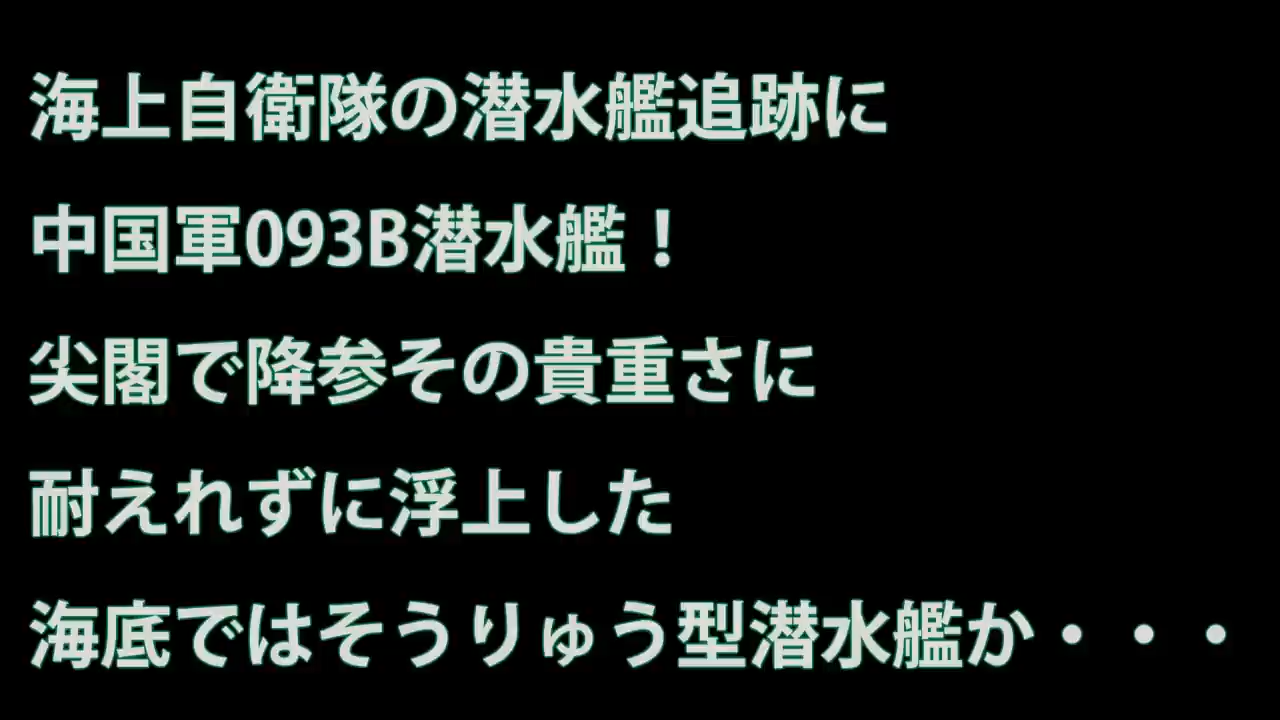 海上自衛隊の潜水艦追跡に
中国軍093B潜水艦！
尖閣で降参その貴重さに
耐えれずに浮上した
海底ではそうりゅう型潜水艦か・・・